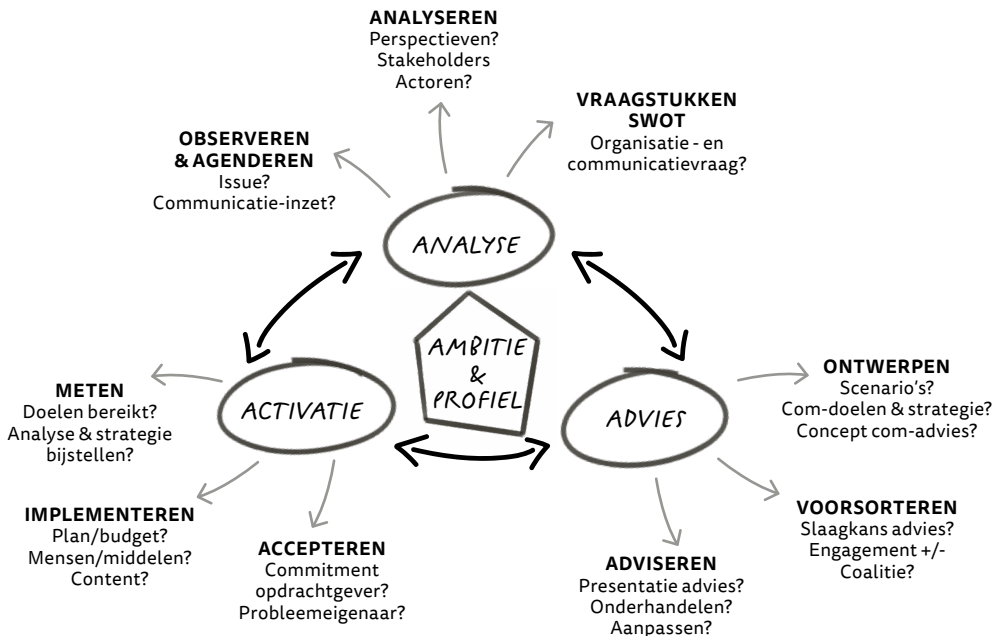 ANALYSEREN
Perspectieven?
Stakeholders
Actoren?
VRAAGSTUKKEN
SWOT
Organisatie - en
communicatievraag?
OBSERVEREN
& AGENDEREN
Issue?
Communicatie-inzet?
ANALYSE
AMBITIE
&
PROFIEL
ACTIVATIE
ADVIES
METEN
Doelen bereikt?
Analyse & strategie
bijstellen?
ONTWERPEN
Scenario's?
Com-doelen & strategie?
Concept com-advies?
IMPLEMENTEREN
Plan/budget?
Mensen/middelen?
Content?
ACCEPTEREN
Commitment
opdrachtgever?
Probleemeigenaar?
ADVISEREN
Presentatie advies?
Onderhandelen?
Aanpassen?
VOORSORTEREN
Slaagkans advies?
Engagement +/-
Coalitie?